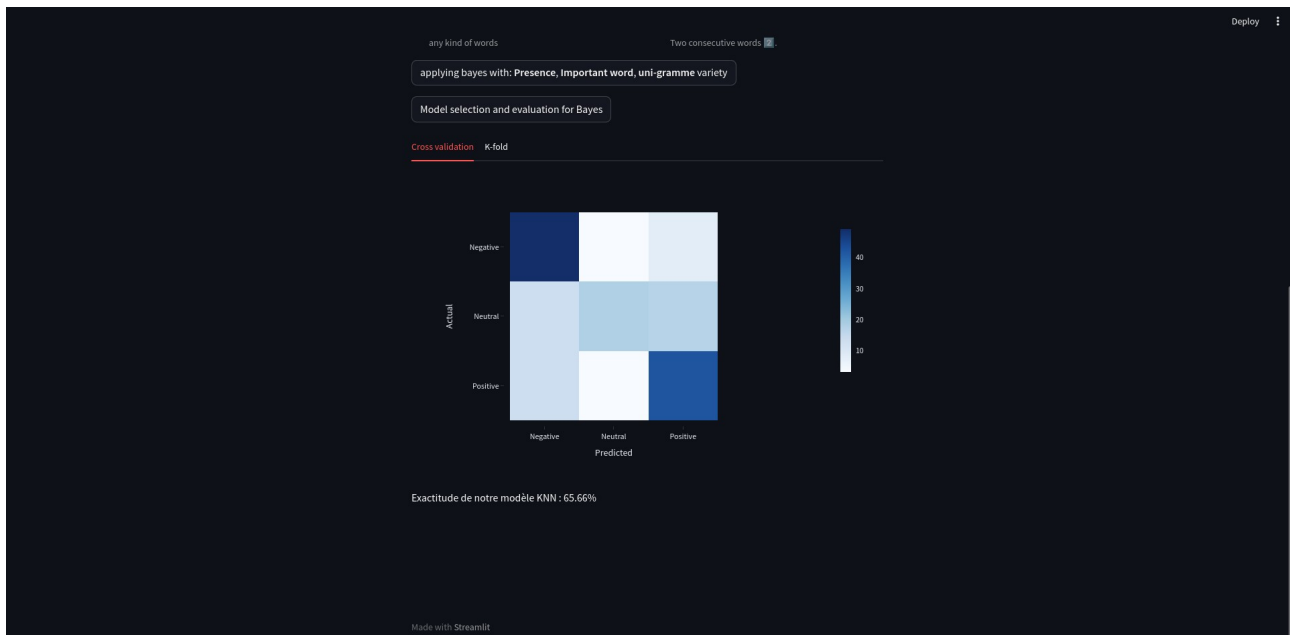 Deploy
any kind of words
Two consecutive words 2.
applying bayes with: Presence, Important word, uni-gramme variety
Model selection and evaluation for Bayes
Cross validation K-fold
Negative
Neutral
Positive
Actual
Negative Neutral Positive
Predicted
40
30
20
10
Exactitude de notre modèle KNN : 65.66%
Made with Streamlit